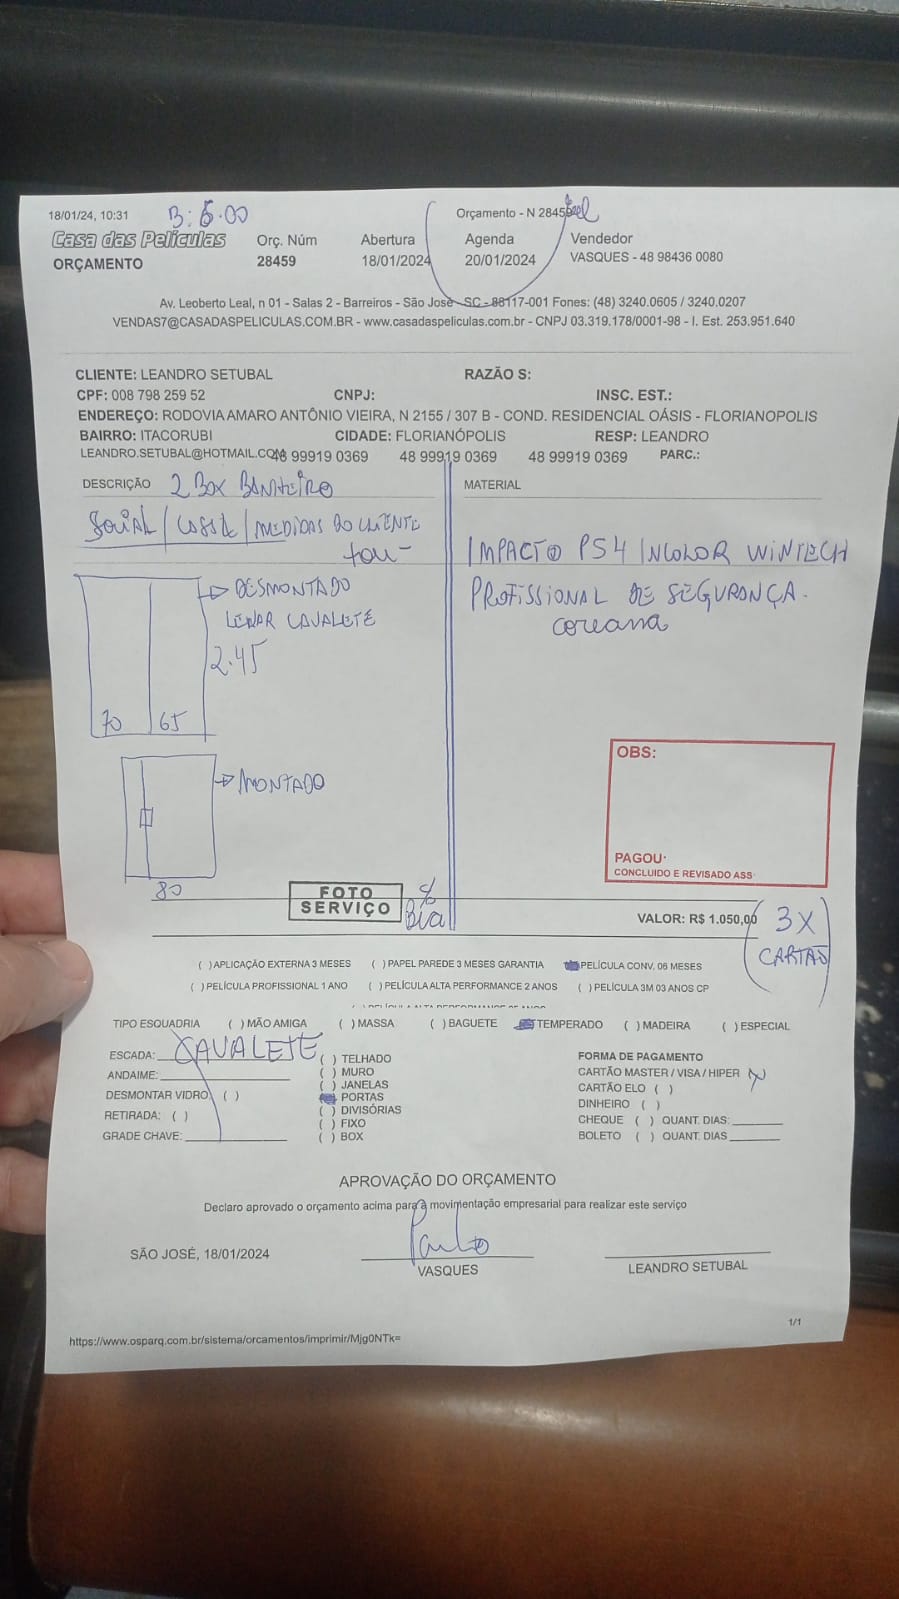 18/01/24, 10:31
B: 6.00
Orçamento - N 28459
Casa das Películas
Orç. Núm
Abertura
Agenda
Vendedor
ORÇAMENTO
28459
18/01/2024
20/01/2024
VASQUES - 48 98436 0080
Av. Leoberto Leal, n 01 - Salas 2 - Barreiros - São José - SC - 88117-001 Fones: (48) 3240.0605 / 3240.0207
VENDAS7@CASADASPELICULAS.COM.BR - www.casadaspeliculas.com.br - CNPJ 03.319.178/0001-98 - I. Est. 253.951.640
CLIENTE: LEANDRO SETUBAL RAZÃO S:
CPF: 008 798 259 52 CNPJ: INSC. EST.:
ENDEREÇO: RODOVIA AMARO ANTÔNIO VIEIRA, N 2155 / 307 B - COND. RESIDENCIAL OÁSIS - FLORIANOPOLIS
BAIRRO: ITACORUBI CIDADE: FLORIANÓPOLIS RESP: LEANDRO
LEANDRO.SETUBAL@HOTMAIL.COM 48 99919 0369 48 99919 0369 48 99919 0369 PARC.:
DESCRIÇÃO 2 BOX BANHEIRO
SOCIAL / CASAL / MEDIDAS DO CLIENTE
DESMONTADO
LEVAR CAVALETE
2.45
70 65
MONTADO
80
MATERIAL
IMPACTO PS4 INCOLOR WINTECH
PROFISSIONAL DE SEGURANÇA.
COREANA
OBS:
PAGOU:
CONCLUIDO E REVISADO ASS:
FOTO
SERVIÇO
VALOR: R$ 1.050,00
3X
CARTÃO
( )APLICAÇÃO EXTERNA 3 MESES ( ) PAPEL PAREDE 3 MESES GARANTIA PELÍCULA CONV. 06 MESES
( ) PELÍCULA PROFISSIONAL 1 ANO ( ) PELÍCULA ALTA PERFORMANCE 2 ANOS ( ) PELÍCULA 3M 03 ANOS CP
TIPO ESQUADRIA ( ) MÃO AMIGA ( ) MASSA ( ) BAGUETE TEMPERADO ( ) MADEIRA ( ) ESPECIAL
ESCADA: CAVALETE
ANDAIME:
DESMONTAR VIDRO: ( )
RETIRADA: ( )
GRADE CHAVE:
( ) TELHADO
( ) MURO
( ) JANELAS
PORTAS
( ) DIVISÓRIAS
( ) FIXO
( ) BOX
FORMA DE PAGAMENTO
CARTÃO MASTER / VISA / HIPER X
CARTÃO ELO ( )
DINHEIRO ( )
CHEQUE ( ) QUANT. DIAS:
BOLETO ( ) QUANT. DIAS
APROVAÇÃO DO ORÇAMENTO
Declaro aprovado o orçamento acima para a movimentação empresarial para realizar este serviço
SÃO JOSÉ, 18/01/2024
VASQUES
LEANDRO SETUBAL
1/1
https://www.osparq.com.br/sistema/orcamentos/imprimir/Mjg0NTk=